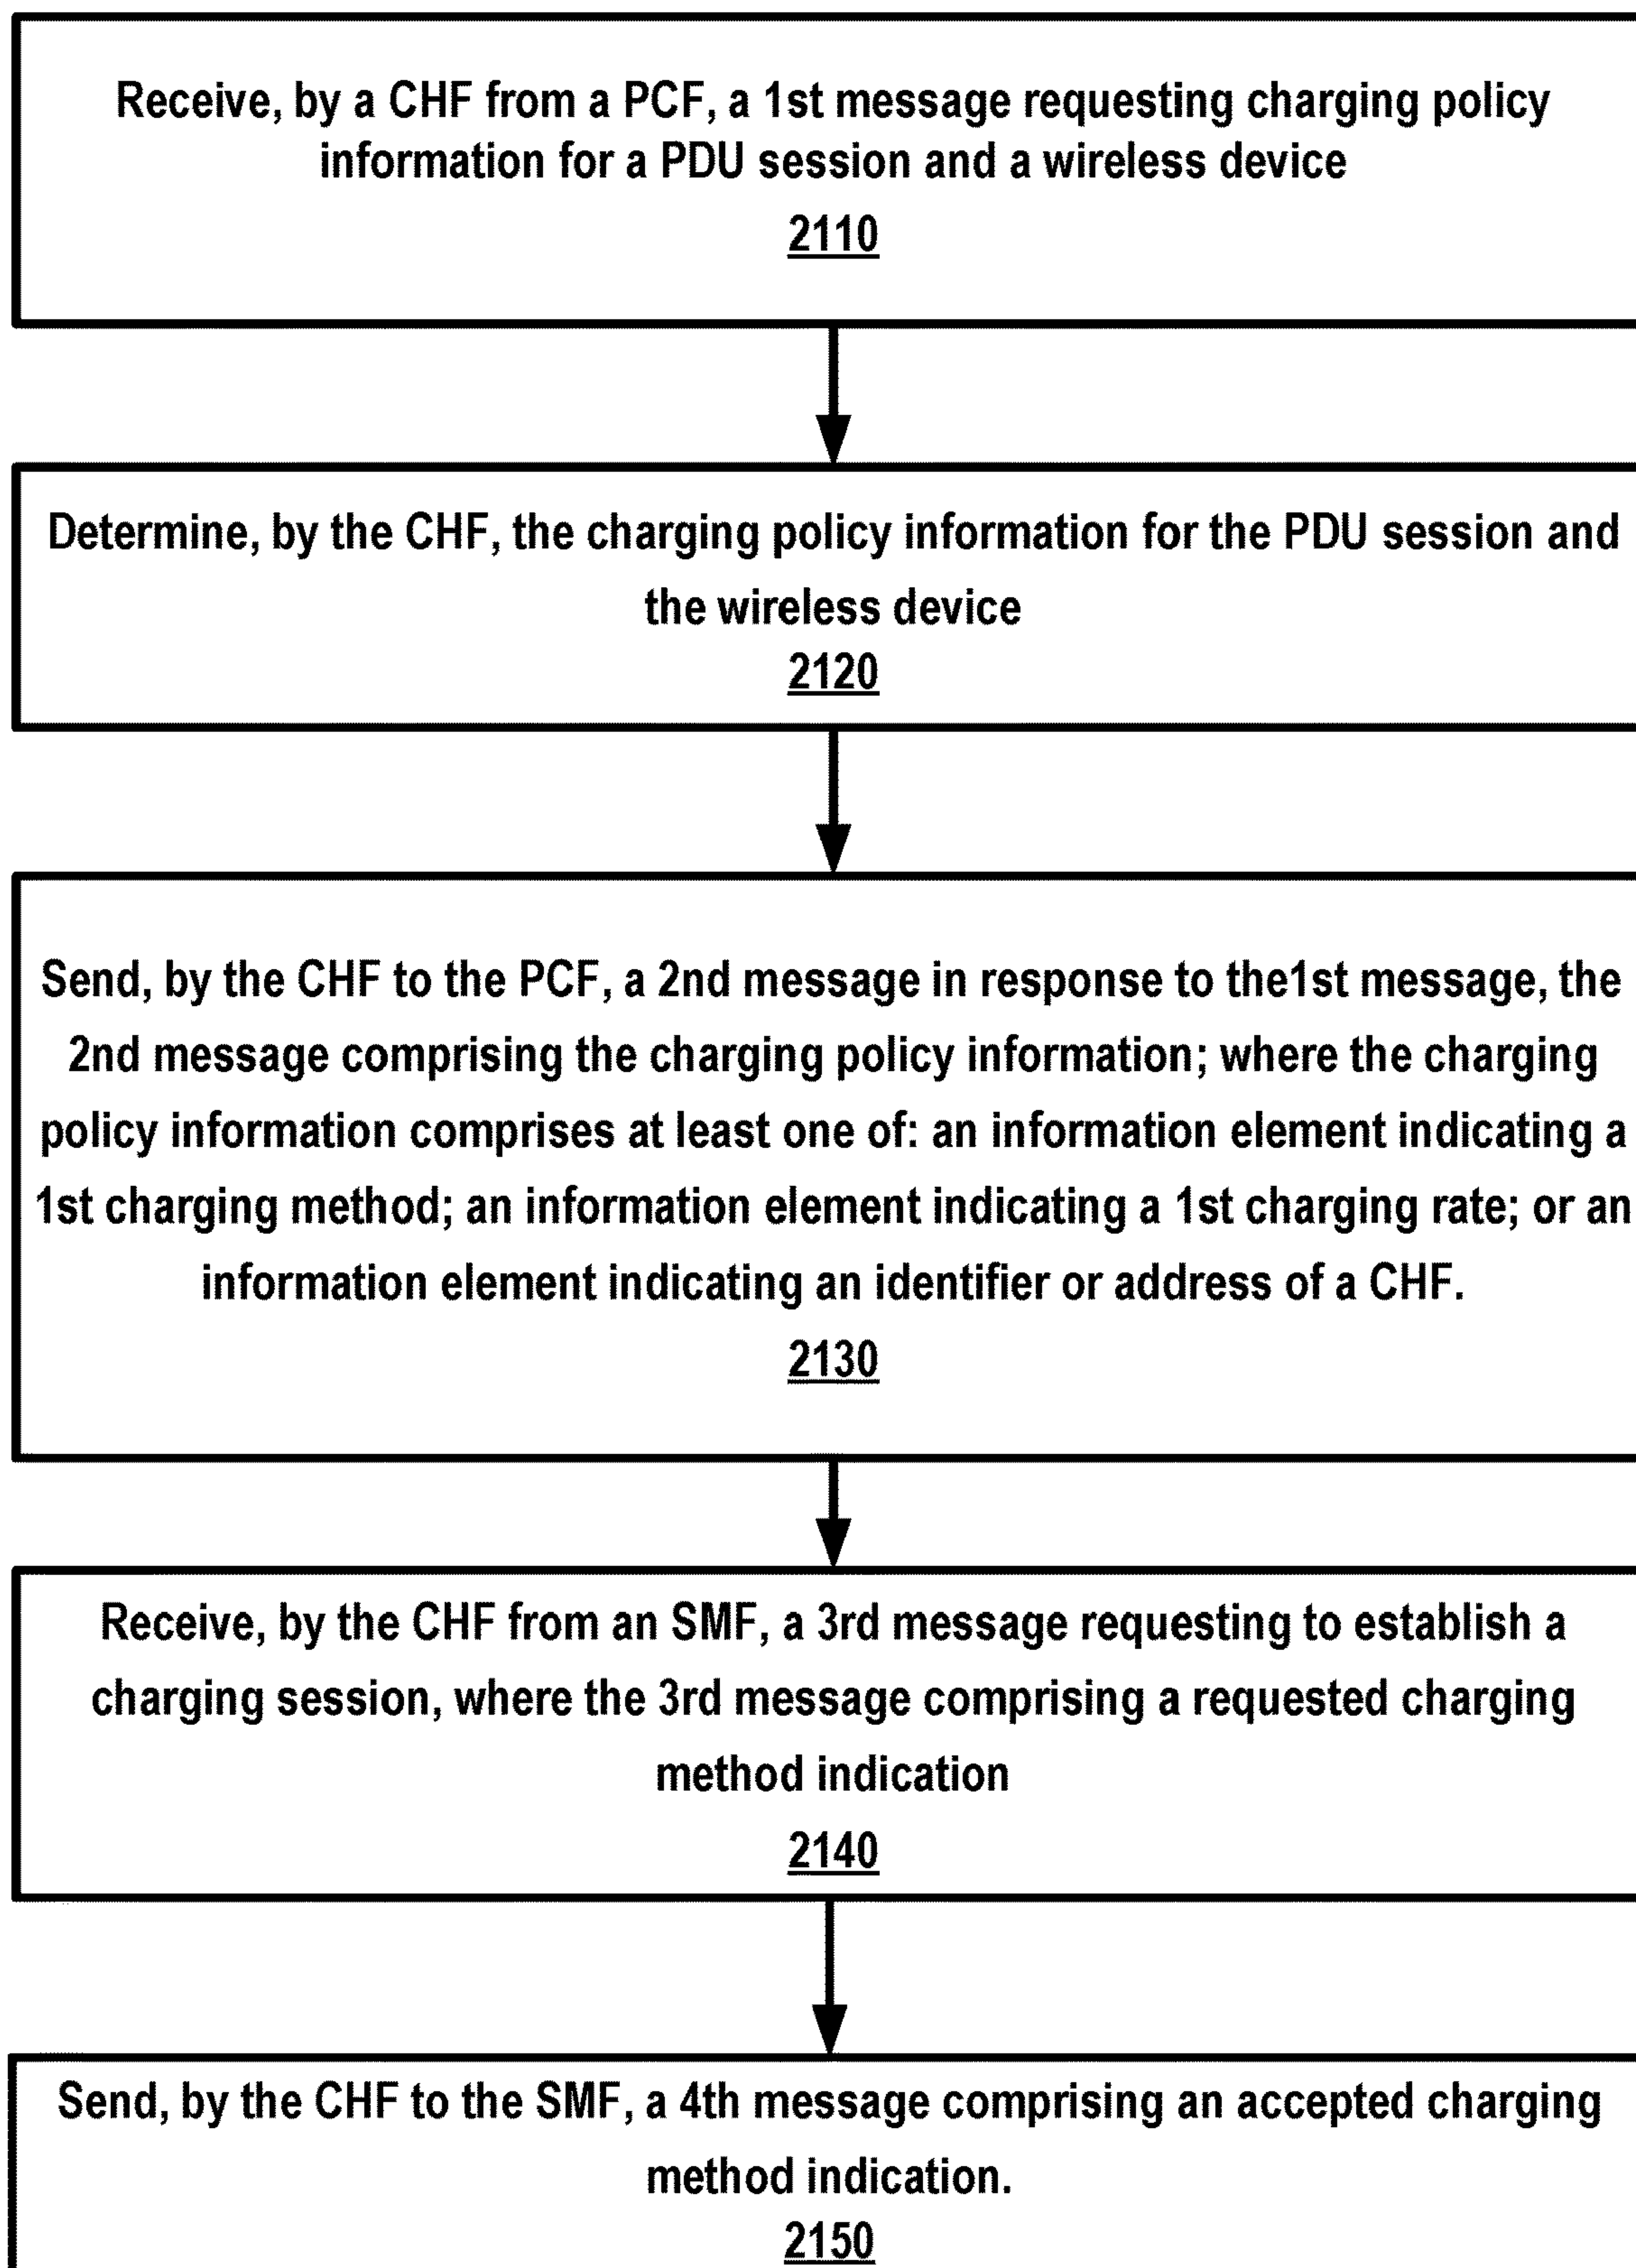 Receive, by a CHF from a PCF, a 1st message requesting charging policy
information for a PDU session and a wireless device
2110
Determine, by the CHF, the charging policy information for the PDU session and
the wireless device
2120
Send, by the CHF to the PCF, a 2nd message in response to the1st message, the
2nd message comprising the charging policy information; where the charging
policy information comprises at least one of: an information element indicating a
1st charging method; an information element indicating a 1st charging rate; or an
information element indicating an identifier or address of a CHF.
2130
Receive, by the CHF from an SMF, a 3rd message requesting to establish a
charging session, where the 3rd message comprising a requested charging
method indication
2140
Send, by the CHF to the SMF, a 4th message comprising an accepted charging
method indication.
2150